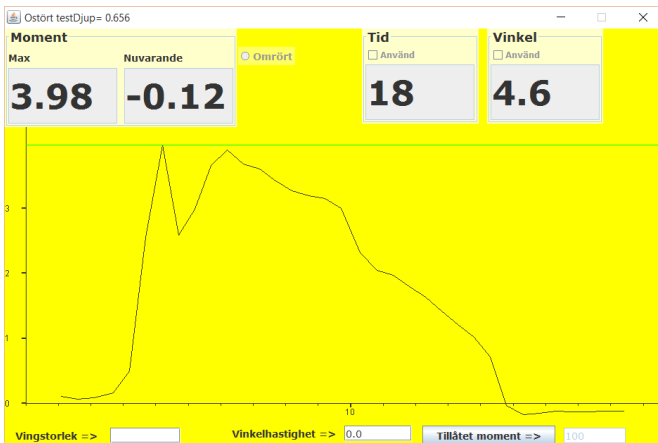 Ostört testDjup= 0.656
Moment
Max
Nuvarande
3.98
-0.12
Omrört
Tid
Använd
18
Vinkel
Använd
4.6
3
2
1
0
10
Vingstorlek =>
Vinkelhastighet => 0.0
Tillåtet moment => 100